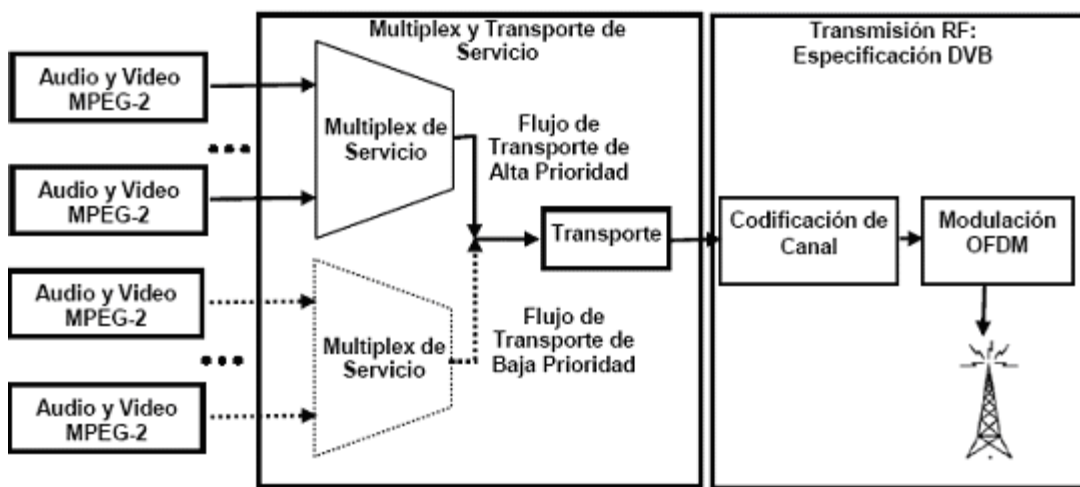 Multiplex y Transporte de
Servicio
Transmisión RF:
Especificación DVB
Audio y Video
MPEG-2
Audio y Video
MPEG-2
Audio y Video
MPEG-2
Audio y Video
MPEG-2
Multiplex de
Servicio
Flujo de
Transporte de
Alta Prioridad
Multiplex de
Servicio
Flujo de
Transporte de
Baja Prioridad
Transporte
Codificación de
Canal
Modulación
OFDM